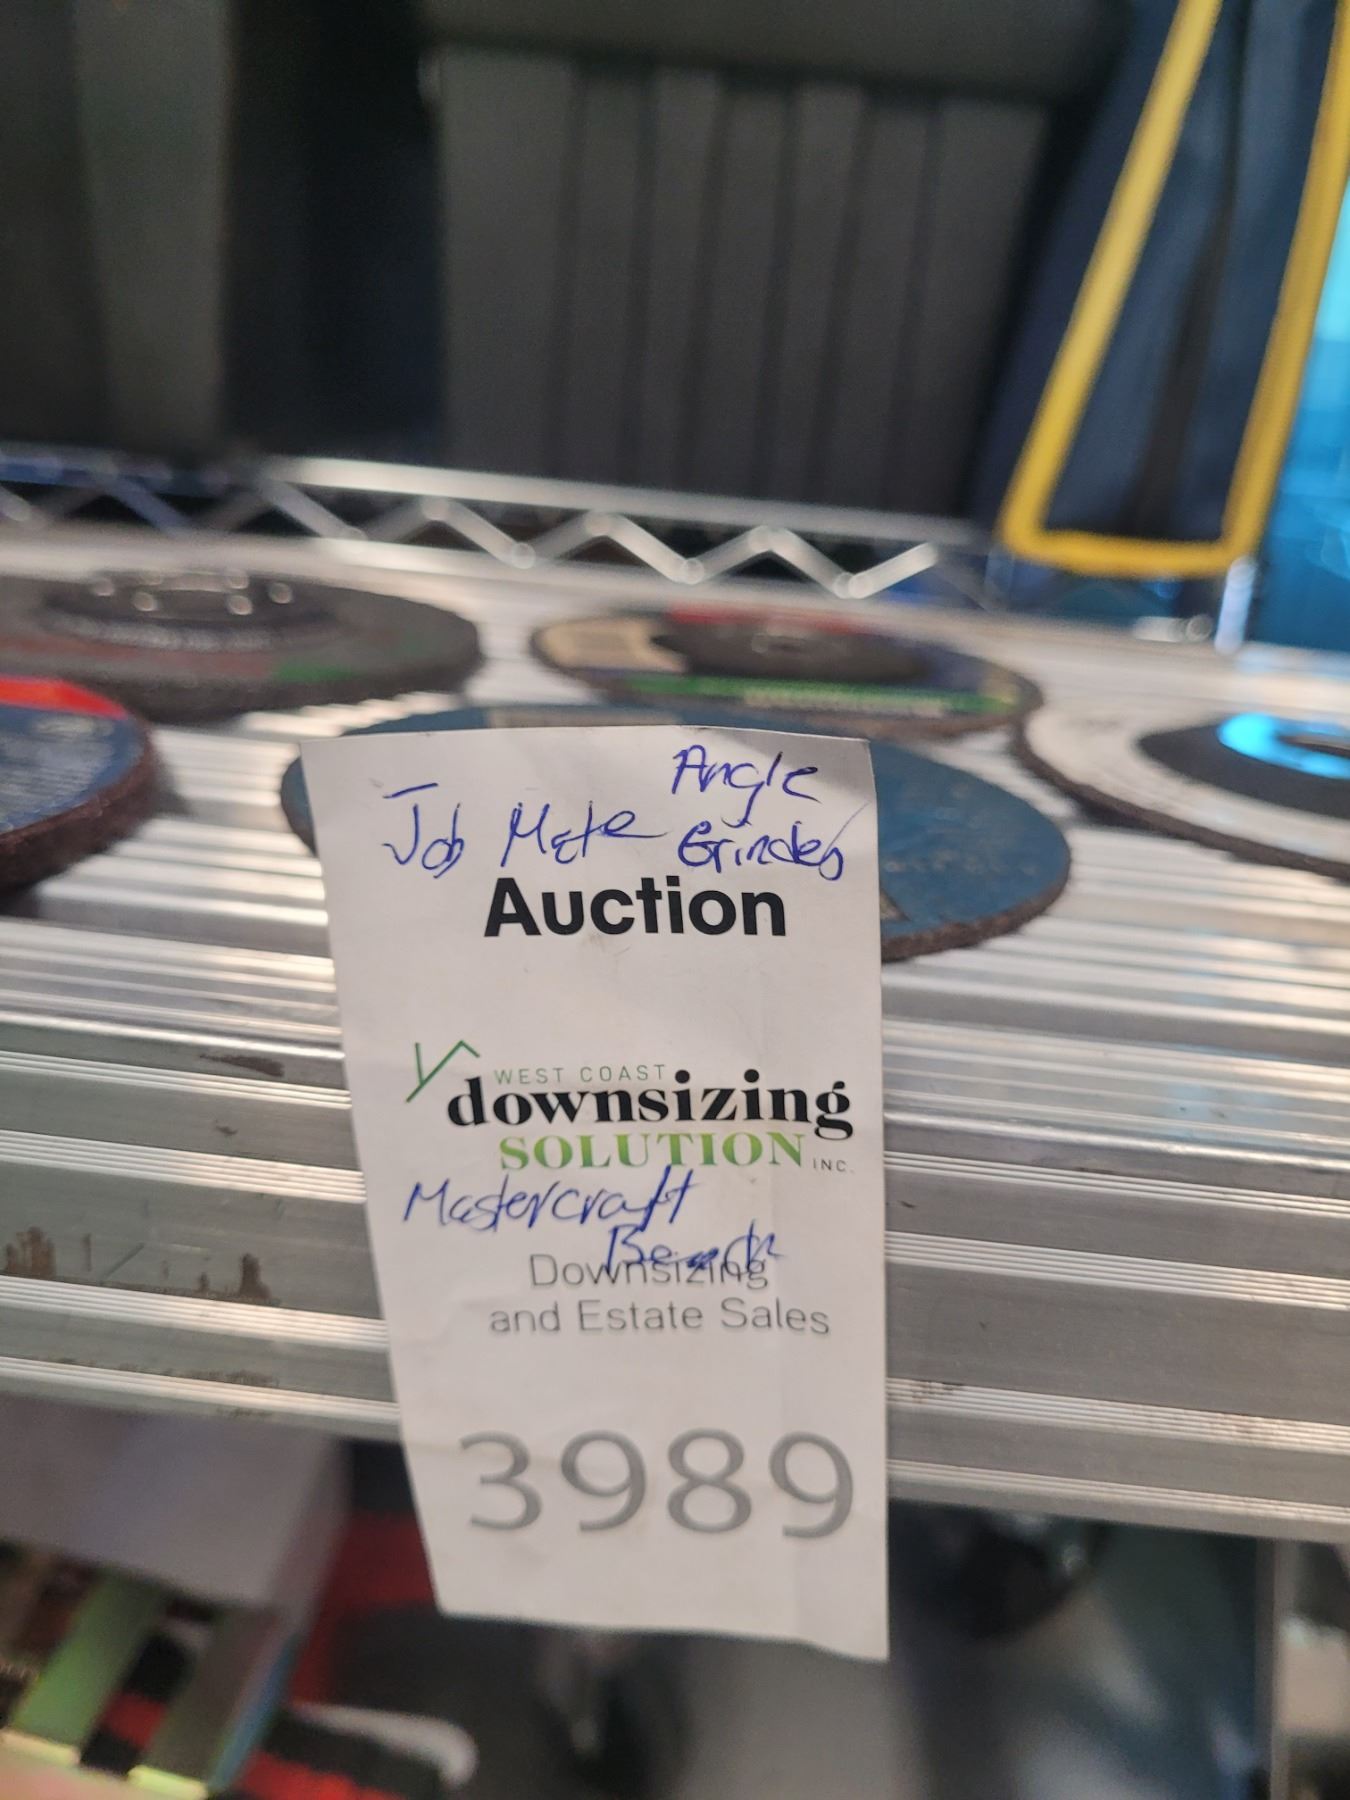 Angle
Job Mate Grinder
Auction
WEST COAST
downsizing
SOLUTION INC.
Mastercraft
Bench
Downsizing
and Estate Sales
3989